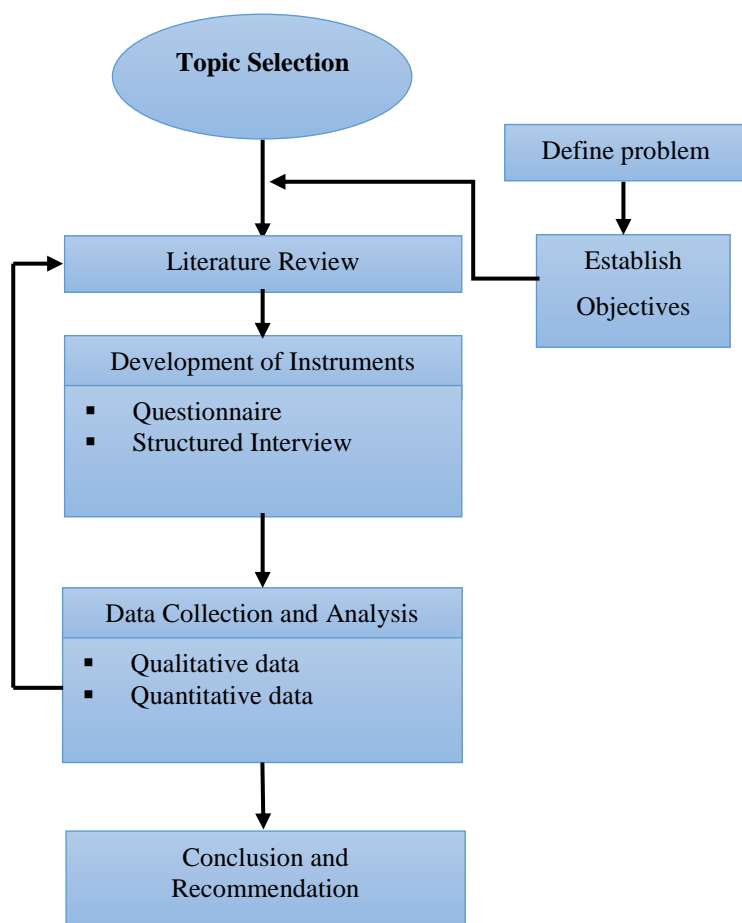 Topic Selection
Define problem
Establish
Objectives
Literature Review
Development of Instruments
▪ Questionnaire
▪ Structured Interview
Data Collection and Analysis
▪ Qualitative data
▪ Quantitative data
Conclusion and
Recommendation